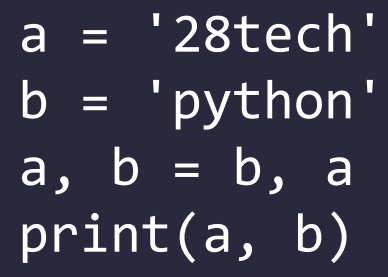 a = '28tech'
b = 'python'
a, b = b, a
print(a, b)